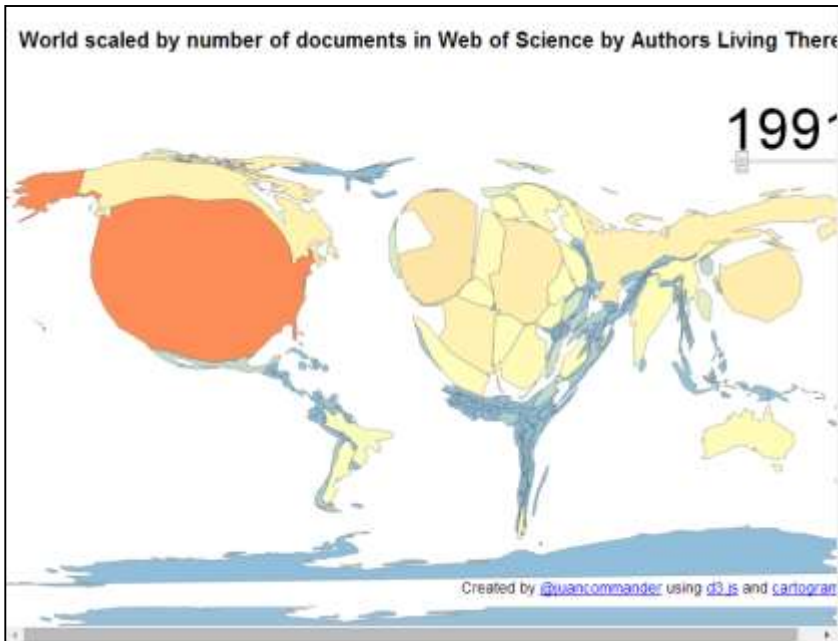 World scaled by number of documents in Web of Science by Authors Living There
1991
Created by @juancommander using d3.js and cartogram